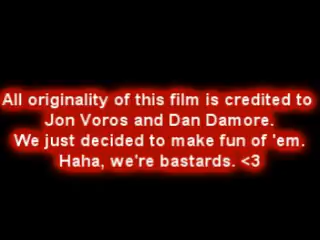 All originality of this film is credited to
Jon Voros and Dan Damore.
We just decided to make fun of 'em.
Haha, we're bastards. <3